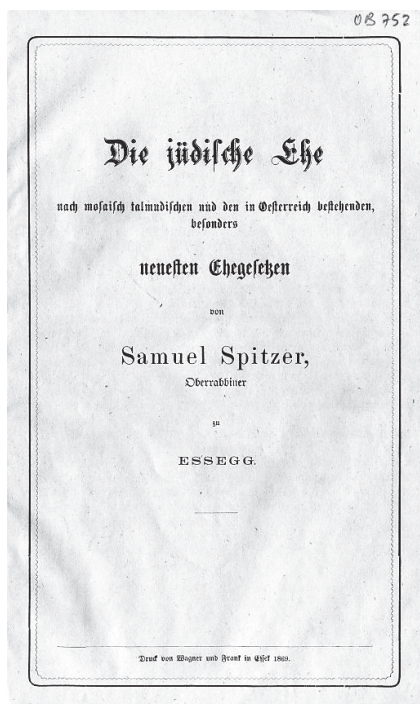 OB 752
Die jüdische Ehe
nach mosaisch talmudischen und den in Oesterreich bestehenden,
besonders
neuesten Ehegesetzen
von
Samuel Spitzer,
Oberrabbiner
zu
ESSEGG.
Druck von Wagner und Frank in Essek 1869.